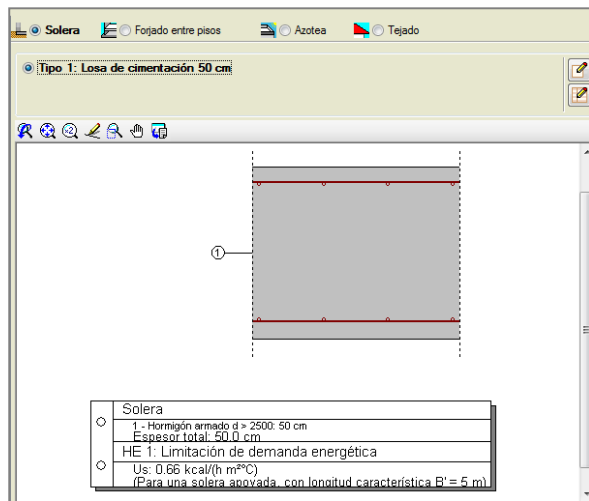 Solera Forjado entre pisos Azotea Tejado
Tipo 1: Losa de cimentación 50 cm
x2
1
Solera
1 - Hormigón armado d > 2500: 50 cm
Espesor total: 50.0 cm
HE 1: Limitación de demanda energética
Us: 0.66 kcal/(h m²ºC)
(Para una solera apoyada, con longitud característica B' = 5 m)